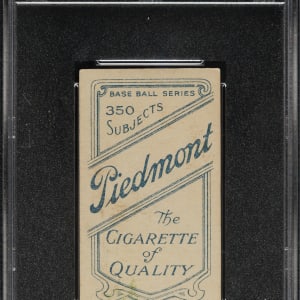 BASE BALL SERIES
350
SUBJECTS
Piedmont
The
CIGARETTE
of
QUALITY